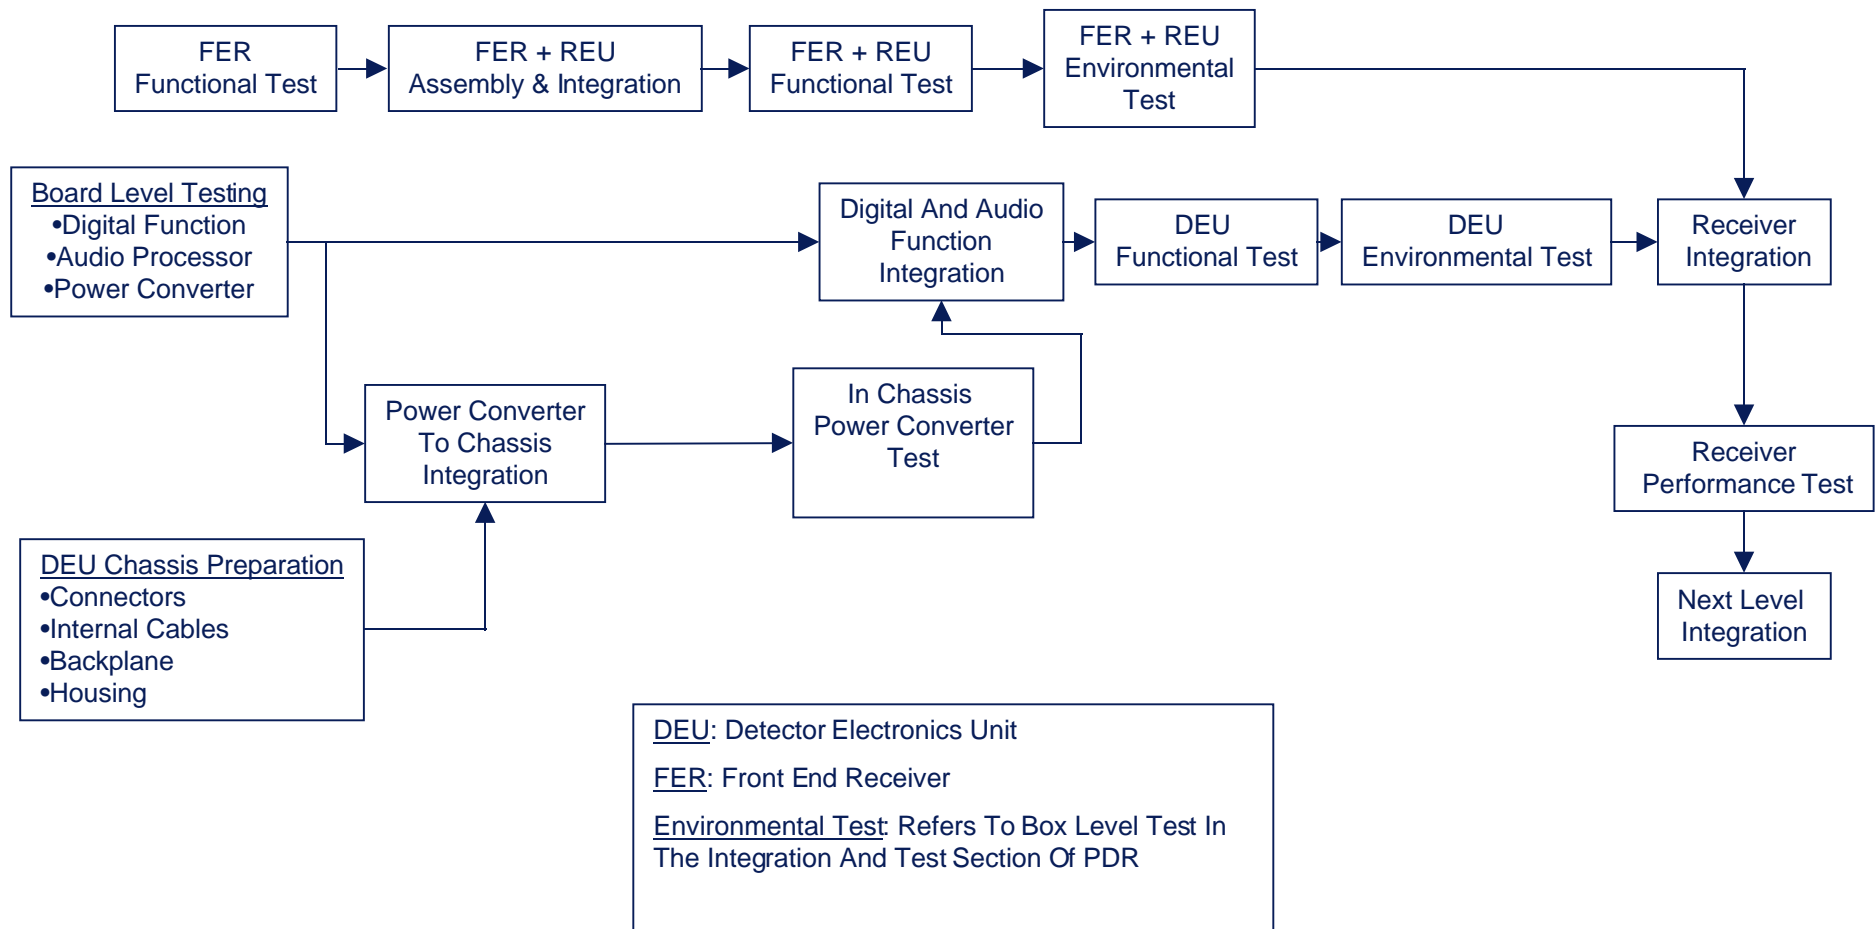 FER
Functional Test
FER + REU
Assembly & Integration
FER + REU
Functional Test
FER + REU
Environmental
Test
Board Level Testing
•Digital Function
•Audio Processor
•Power Converter
Digital And Audio
Function
Integration
DEU
Functional Test
DEU
Environmental Test
Receiver
Integration
Power Converter
To Chassis
Integration
In Chassis
Power Converter
Test
Receiver
Performance Test
DEU Chassis Preparation
•Connectors
•Internal Cables
•Backplane
•Housing
Next Level
Integration
DEU: Detector Electronics Unit
FER: Front End Receiver
Environmental Test: Refers To Box Level Test In
The Integration And Test Section Of PDR